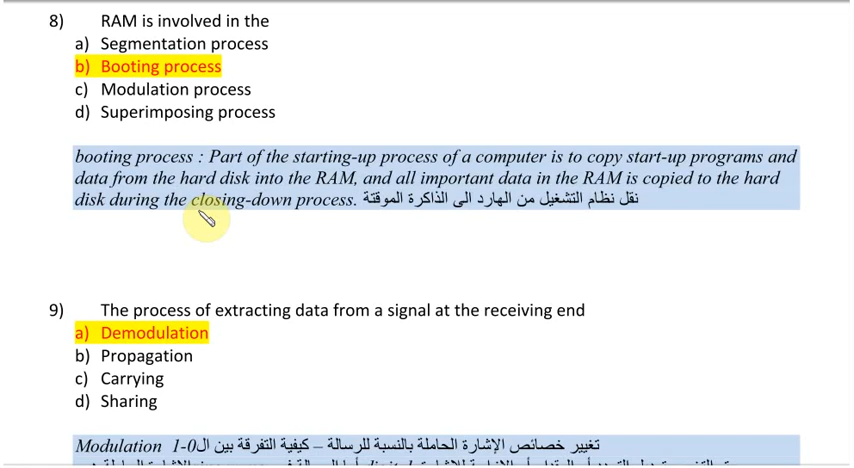 8) RAM is involved in the
a) Segmentation process
b) Booting process
c) Modulation process
d) Superimposing process
booting process : Part of the starting-up process of a computer is to copy start-up programs and
data from the hard disk into the RAM, and all important data in the RAM is copied to the hard
disk during the closing-down process. نقل نظام التشغيل من الهارد الى الذاكرة الموقتة
9) The process of extracting data from a signal at the receiving end
a) Demodulation
b) Propagation
c) Carrying
d) Sharing
Modulation تغيير خصائص الإشارة الحاملة بالنسبة للرسالة – كيفية التفرقة بين ال0-1